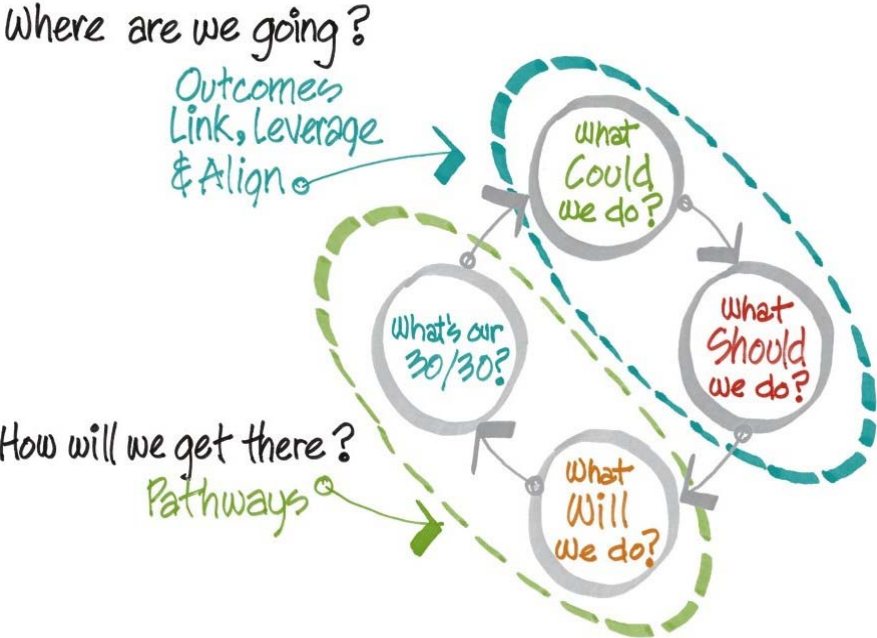 Where are we going?
Outcomes
Link, Leverage
& Align
What
Could
we do?
What
Should
we do?
What's our
30/30?
How will we get there?
Pathways
What
Will
we do?